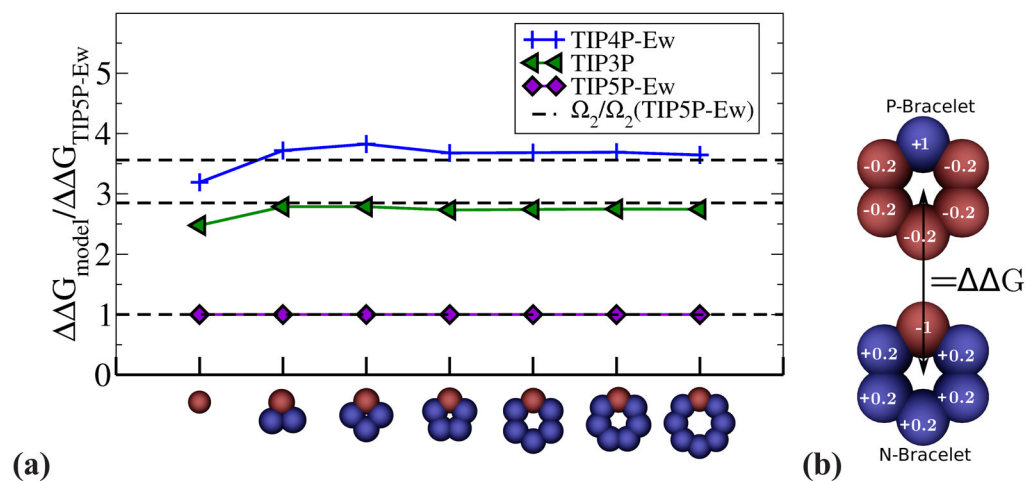 TIP4P-Ew
TIP3P
TIP5P-Ew
Ω₂/Ω₂(TIP5P-Ew)
ΔΔG_model/ΔΔG_TIP5P-Ew
5
4
3
2
1
0
(a)
P-Bracelet
+1
-0.2 -0.2
-0.2 -0.2
-0.2
=ΔΔG
-1
+0.2 +0.2
+0.2 +0.2
+0.2
N-Bracelet
(b)